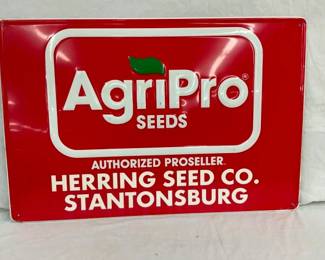 AgriPro®
SEEDS
AUTHORIZED PROSELLER
HERRING SEED CO.
STANTONSBURG